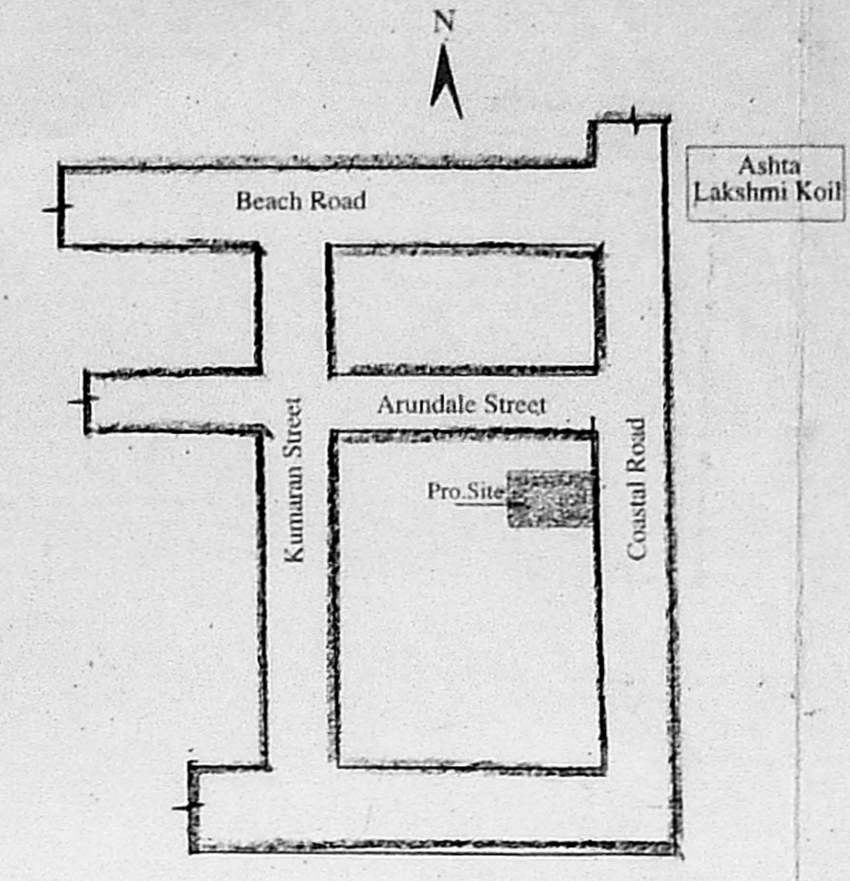 N
Ashta
Lakshmi Koil
Beach Road
Arundale Street
Kumaran Street
Coastal Road
Pro.Site